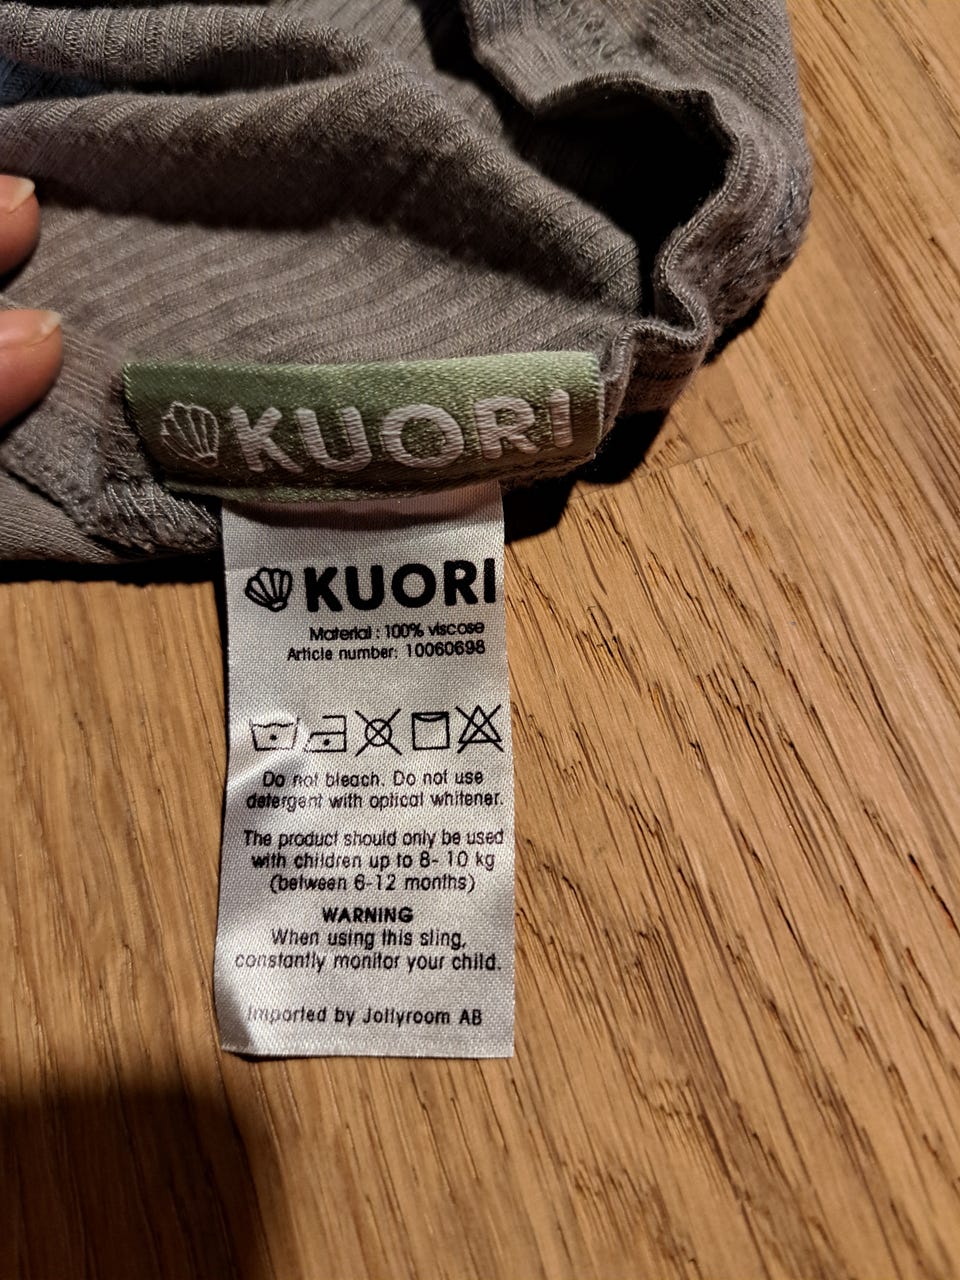 KUORI
KUORI
Material : 100% viscose
Article number: 10060698
Do not bleach. Do not use
detergent with optical whitener.
The product should only be used
with children up to 8- 10 kg
(between 6-12 months)
WARNING
When using this sling,
constantly monitor your child.
Imported by Jollyroom AB